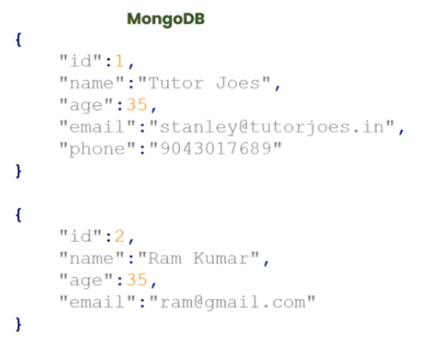 MongoDB
{
"id":1,
"name":"Tutor Joes",
"age":35,
"email":"stanley@tutorjoes.in",
"phone":"9043017689"
}
{
"id":2,
"name":"Ram Kumar",
"age":35,
"email":"ram@gmail.com"
}